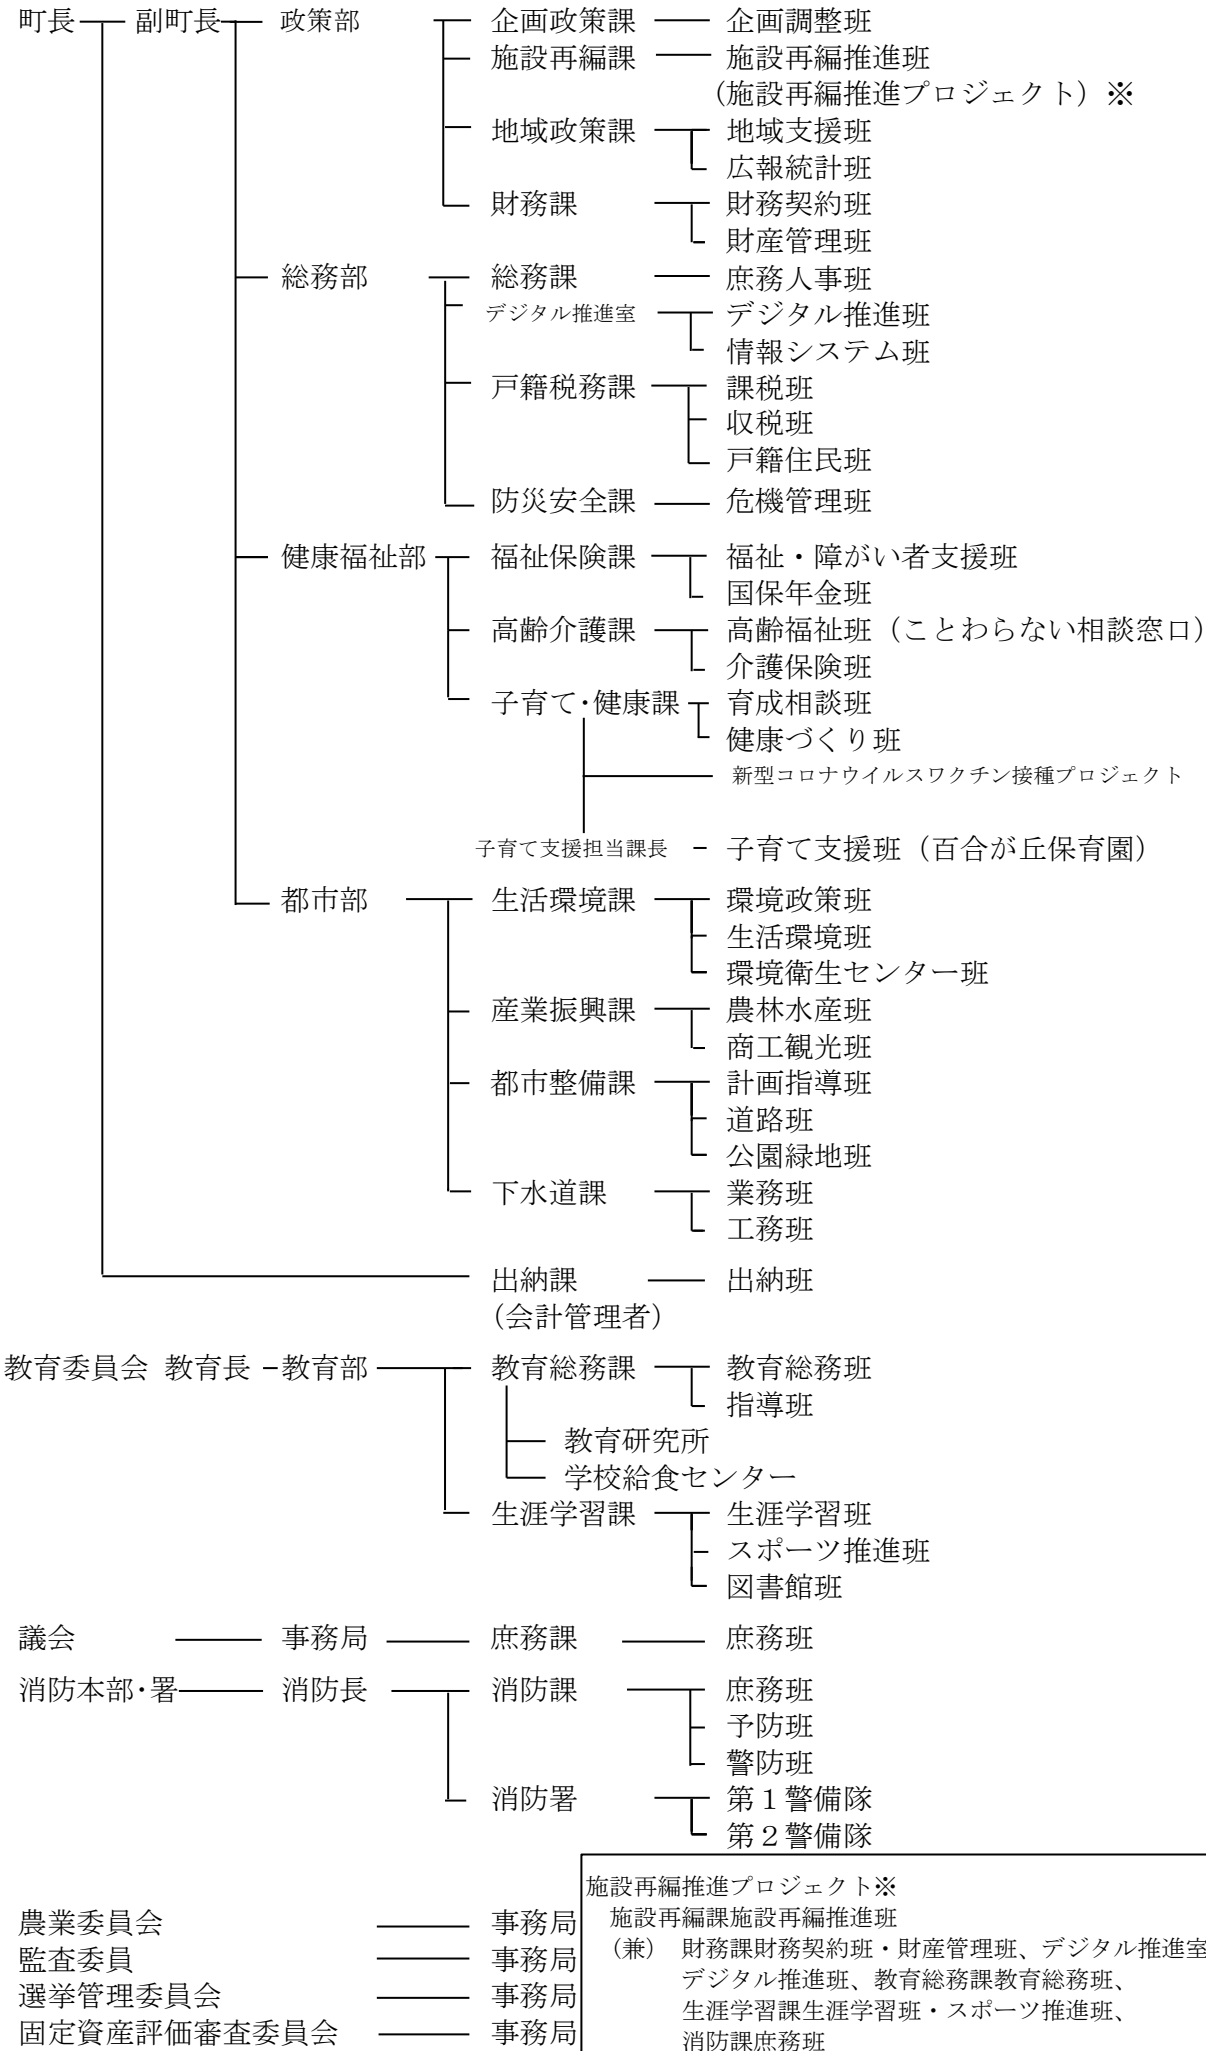 町長 副町長 政策部 企画政策課 企画調整班
施設再編課 施設再編推進班
(施設再編推進プロジェクト)※
地域政策課 地域支援班
広報統計班
財務課 財務契約班
財産管理班
総務部 総務課 庶務人事班
デジタル推進室 デジタル推進班
情報システム班
戸籍税務課 課税班
収税班
戸籍住民班
防災安全課 危機管理班
健康福祉部 福祉保険課 福祉・障がい者支援班
国保年金班
高齢介護課 高齢福祉班(ことわらない相談窓口)
介護保険班
子育て・健康課 育成相談班
健康づくり班
新型コロナウイルスワクチン接種プロジェクト
子育て支援担当課長 子育て支援班(百合が丘保育園)
都市部 生活環境課 環境政策班
生活環境班
環境衛生センター班
産業振興課 農林水産班
商工観光班
都市整備課 計画指導班
道路班
公園緑地班
下水道課 業務班
工務班
出納課 出納班
(会計管理者)
教育委員会 教育長 教育部 教育総務課 教育総務班
指導班
教育研究所
学校給食センター
生涯学習課 生涯学習班
スポーツ推進班
図書館班
議会 事務局 庶務課 庶務班
消防本部・署 消防長 消防課 庶務班
予防班
警防班
消防署 第1警備隊
第2警備隊
農業委員会 事務局
監査委員 事務局
選挙管理委員会 事務局
固定資産評価審査委員会 事務局
施設再編推進プロジェクト※
施設再編課施設再編推進班
(兼) 財務課財務契約班・財産管理班、デジタル推進室
デジタル推進班、教育総務課教育総務班、
生涯学習課生涯学習班・スポーツ推進班、
消防課庶務班